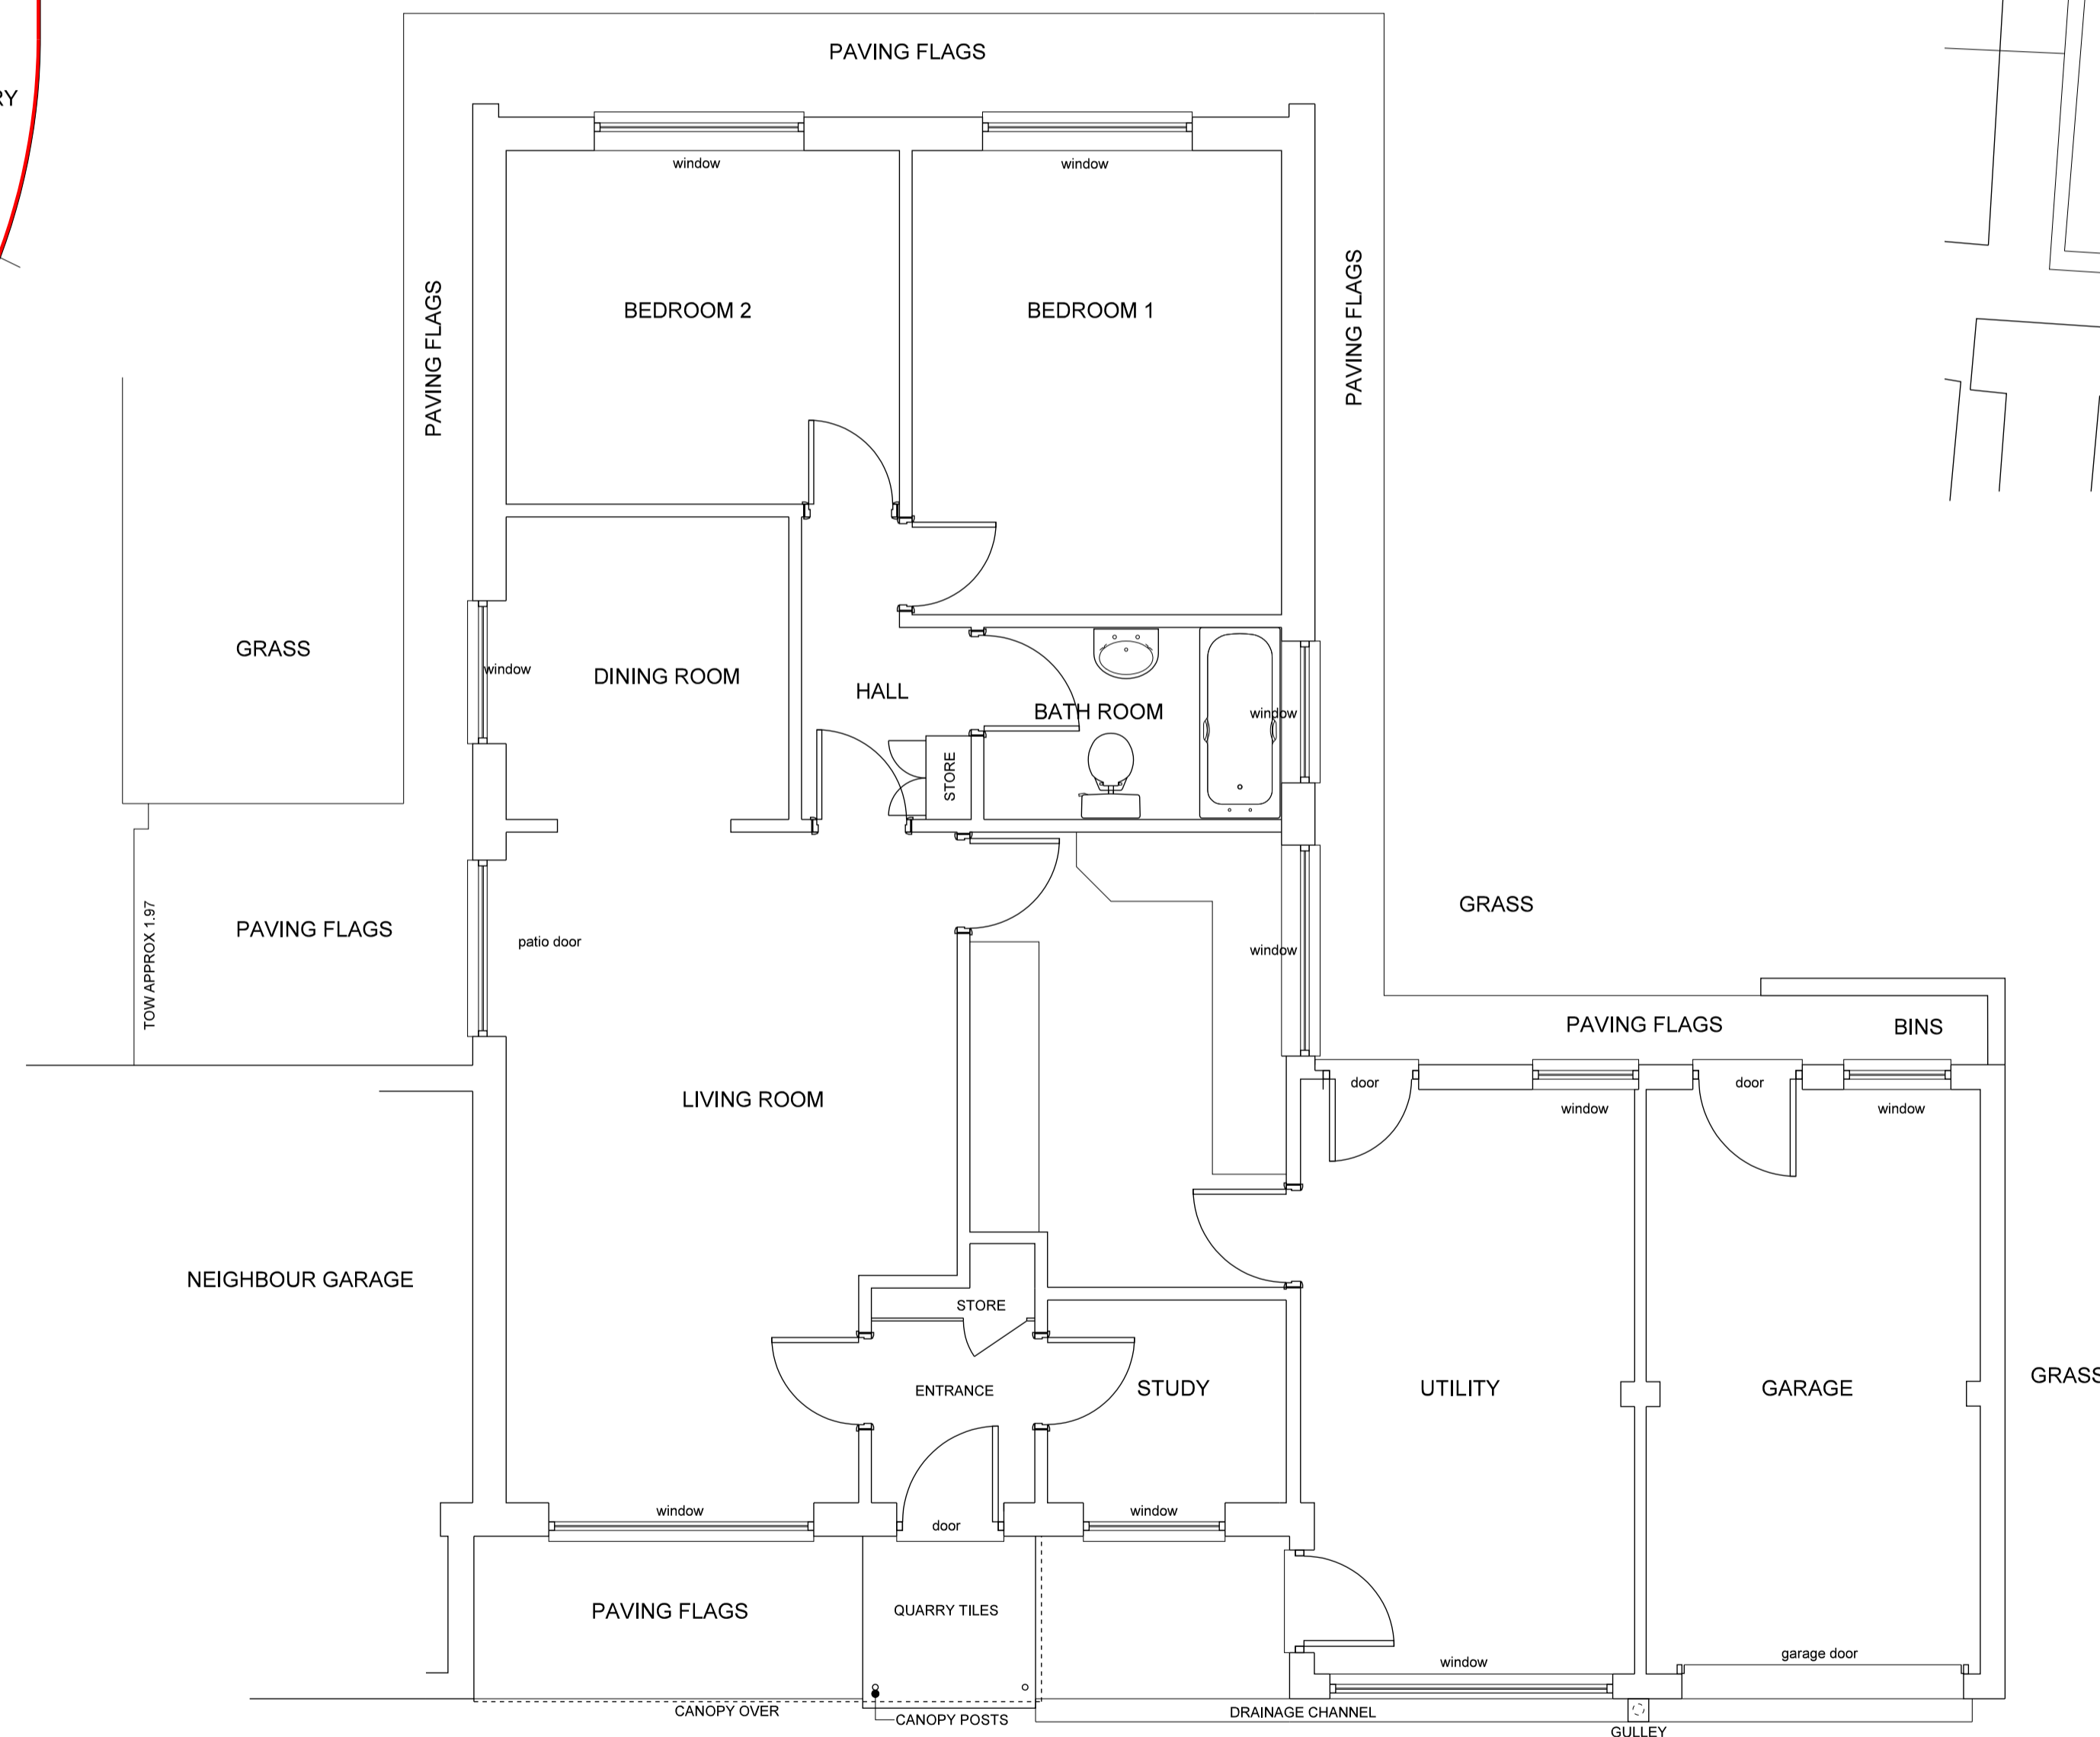 PAVING FLAGS
RY
window
window
PAVING FLAGS
PAVING FLAGS
BEDROOM 2
BEDROOM 1
GRASS
window
DINING ROOM
HALL
BATH ROOM
window
STORE
TOW APPROX 1.97
PAVING FLAGS
patio door
window
GRASS
PAVING FLAGS
BINS
door
window
door
window
LIVING ROOM
NEIGHBOUR GARAGE
STORE
ENTRANCE
STUDY
UTILITY
GARAGE
GRASS
window
door
window
PAVING FLAGS
QUARRY TILES
window
garage door
CANOPY OVER
CANOPY POSTS
DRAINAGE CHANNEL
GULLEY